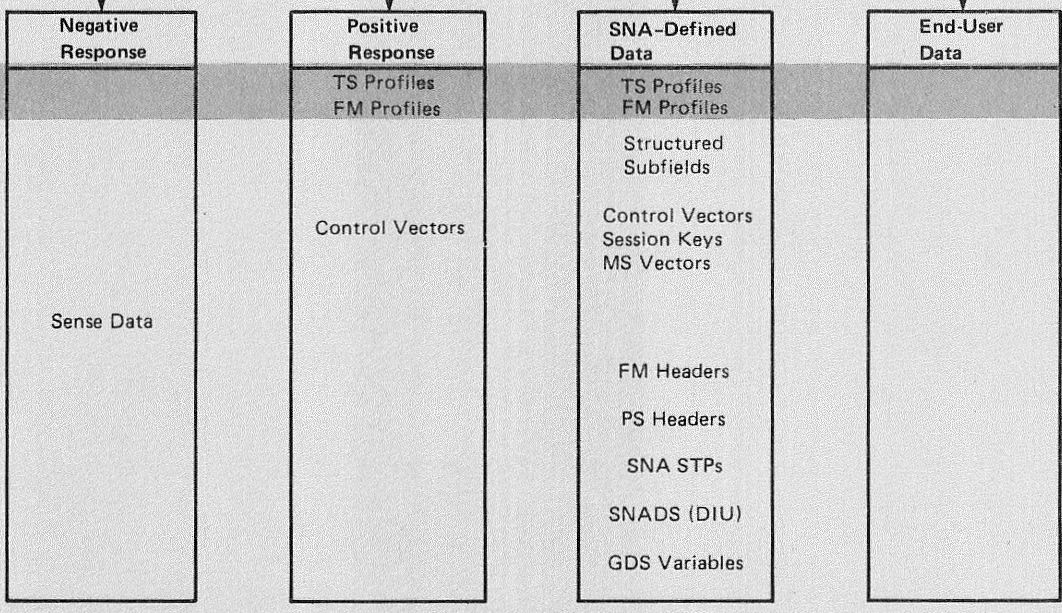 Negative
Response
Positive
Response
SNA-Defined
Data
End-User
Data
TS Profiles
FM Profiles
TS Profiles
FM Profiles
Structured
Subfields
Control Vectors
Control Vectors
Session Keys
MS Vectors
Sense Data
FM Headers
PS Headers
SNA STPs
SNADS (DIU)
GDS Variables